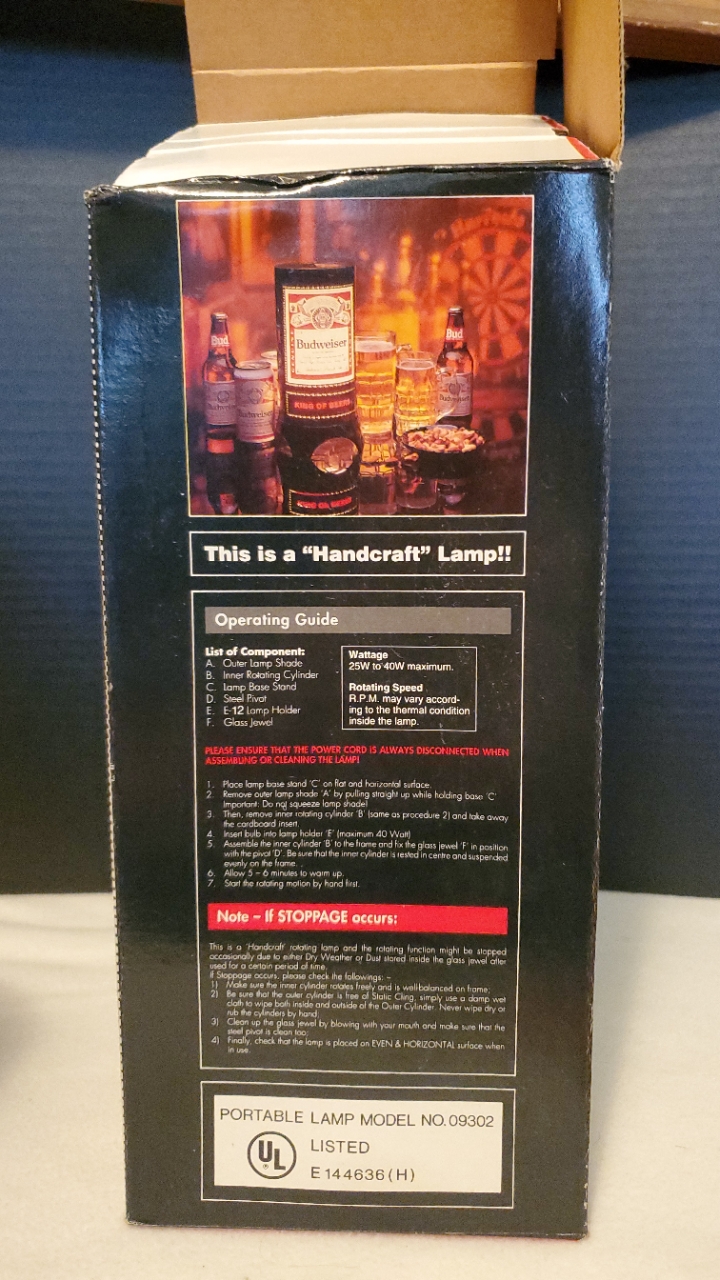 Bud
Bud
Budweiser
Budweiser
Budweiser
KING OF BEERS
This is a “Handcraft” Lamp!!
Operating Guide
List of Component:
A. Outer Lamp Shade
B. Inner Rotating Cylinder
C. Lamp Base Stand
D. Steel Pivot
E. E-12 Lamp Holder
F. Glass Jewel
Wattage
25W to 40W maximum.
Rotating Speed
R.P.M. may vary accord-
ing to the thermal condition
inside the lamp.
PLEASE ENSURE THAT THE POWER CORD IS ALWAYS DISCONNECTED WHEN
ASSEMBLING OR CLEANING THE LAMP!
1. Place lamp base stand 'C' on flat and horizontal surface.
2. Remove outer lamp shade 'A' by pulling straight up while holding base 'C'
Important: Do not squeeze lamp shade!
3. Then, remove inner rotating cylinder 'B' (same as procedure 2) and take away
the cardboard insert.
4. Insert bulb into lamp holder 'E' (maximum 40 Watt)
5. Assemble the inner cylinder 'B' to the frame and fix the glass jewel 'F' in position
with the pivot 'D'. Be sure that the inner cylinder is rested in centre and suspended
evenly on the frame.
6. Allow 5 – 6 minutes to warm up.
7. Start the rotating motion by hand first.
Note – If STOPPAGE occurs:
This is a 'Handcraft' rotating lamp and the rotating function might be stopped
occasionally due to either Dry Weather or Dust stored inside the glass jewel after
used for a certain period of time.
If Stoppage occurs, please check the followings: –
1) Make sure the inner cylinder rotates freely and is well-balanced on frame;
2) Be sure that the outer cylinder is free of Static Cling, simply use a damp wet
cloth to wipe both inside and outside of the Outer Cylinder. Never wipe dry or
rub the cylinders by hand;
3) Clean up the glass jewel by blowing with your mouth and make sure that the
steel pivot is clean too;
4) Finally, check that the lamp is placed on EVEN & HORIZONTAL surface when
in use.
PORTABLE LAMP MODEL NO. 09302
UL
®
LISTED
E 144636 (H)